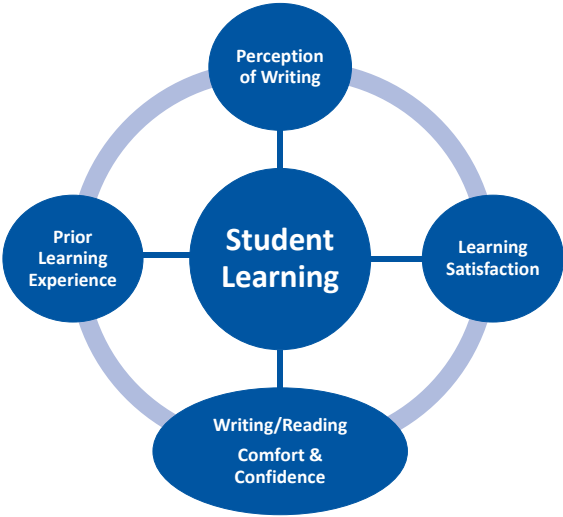 Perception
of Writing
Prior
Learning
Experience
Student
Learning
Learning
Satisfaction
Writing/Reading
Comfort &
Confidence